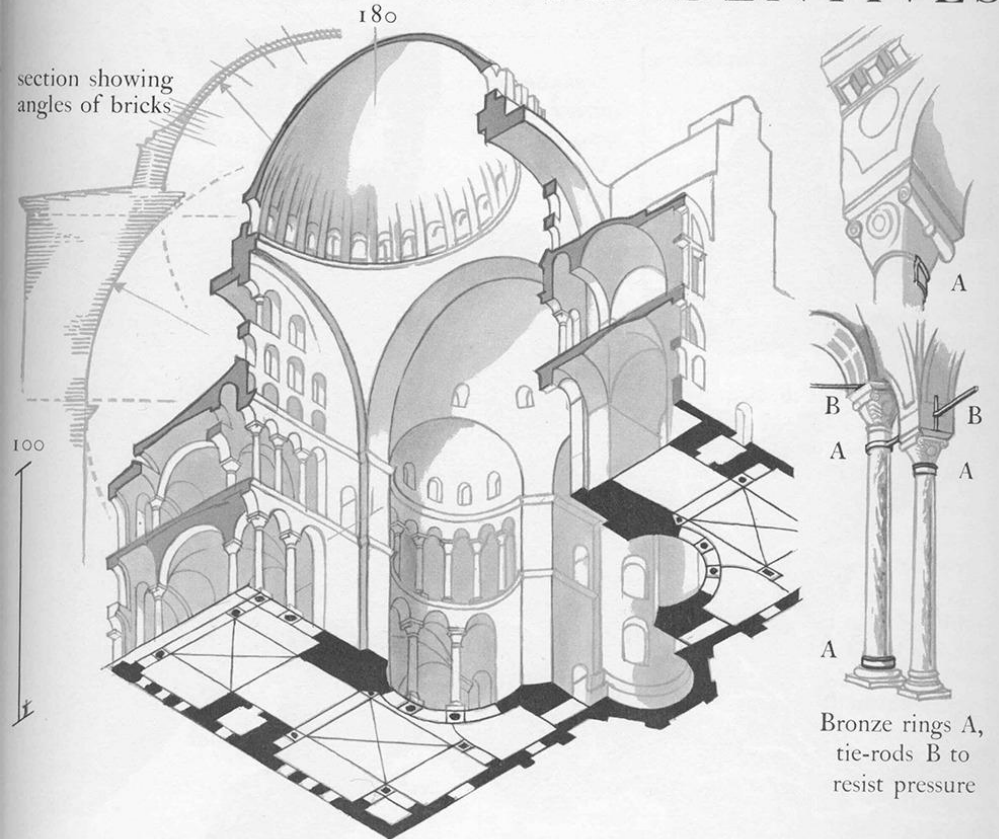 180
section showing
angles of bricks
A
B
B
A
A
100
A
Bronze rings A,
tie-rods B to
resist pressure